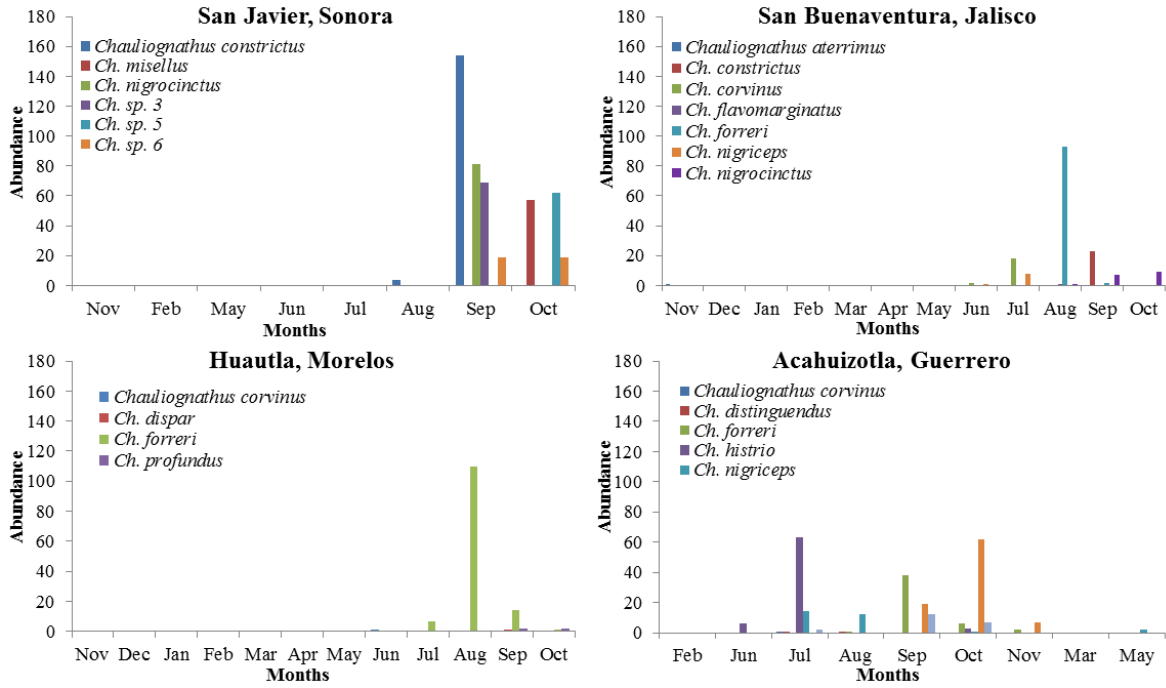 San Javier, Sonora
180
160
140
120
100
80
60
40
20
0
Abundance
Chauliognathus constrictus
Ch. misellus
Ch. nigrocinctus
Ch. sp. 3
Ch. sp. 5
Ch. sp. 6
Nov Feb May Jun Jul Aug Sep Oct
Months
San Buenaventura, Jalisco
180
160
140
120
100
80
60
40
20
0
Abundance
Chauliognathus aterrimus
Ch. constrictus
Ch. corvinus
Ch. flavomarginatus
Ch. forreri
Ch. nigriceps
Ch. nigrocinctus
Nov Dec Jan Feb Mar Apr May Jun Jul Aug Sep Oct
Months
Huautla, Morelos
180
160
140
120
100
80
60
40
20
0
Abundance
Chauliognathus corvinus
Ch. dispar
Ch. forreri
Ch. profundus
Nov Dec Jan Feb Mar Apr May Jun Jul Aug Sep Oct
Months
Acahuizotla, Guerrero
180
160
140
120
100
80
60
40
20
0
Abundance
Chauliognathus corvinus
Ch. distinguendus
Ch. forreri
Ch. histrio
Ch. nigriceps
Feb Jun Jul Aug Sep Oct Nov Mar May
Months